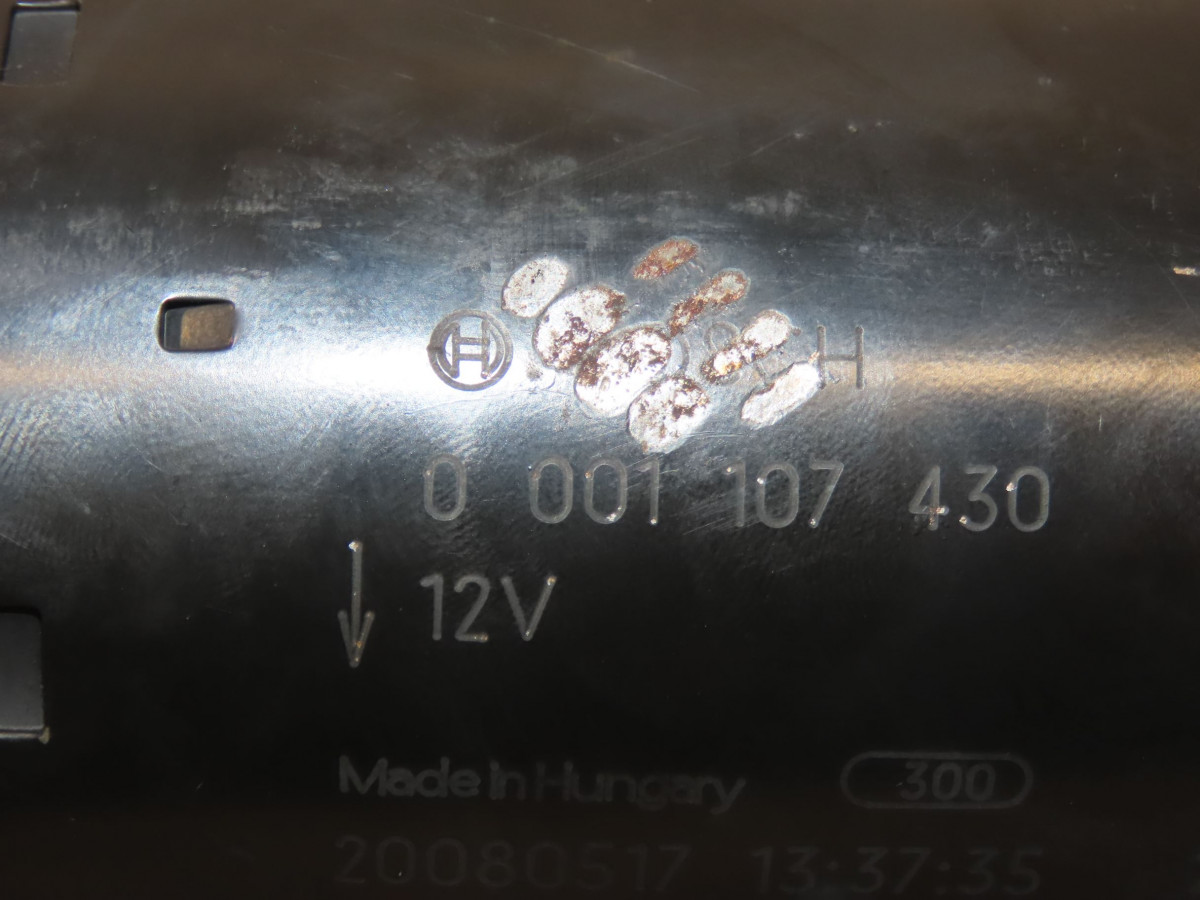 H
0 001 107 430
12V
Made in Hungary
300
20080517 13:37:35